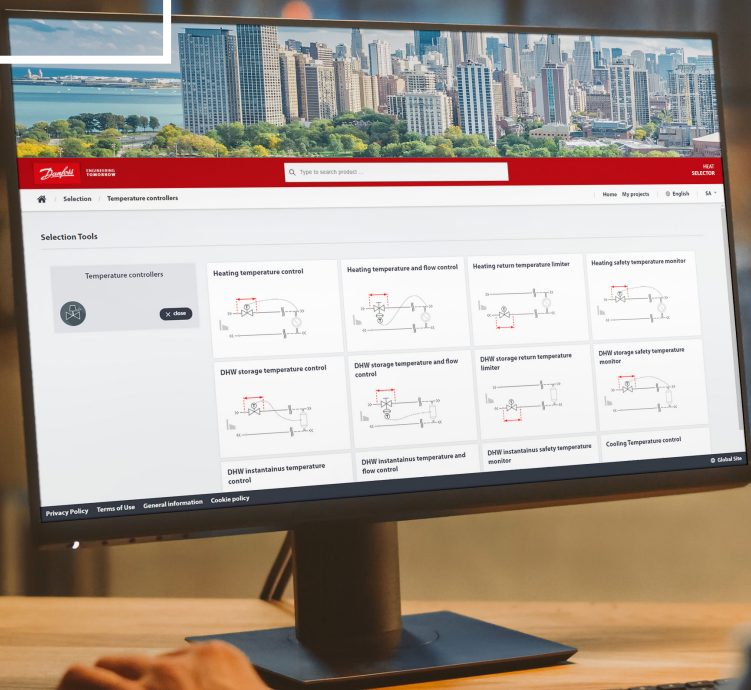 Danfoss
ENGINEERING
TOMORROW
Type to search product ...
HEAT
SELECTOR
Selection / Temperature controllers
Home My projects English SA
Selection Tools
Temperature controllers
close
Heating temperature control
Heating temperature and flow control
Heating return temperature limiter
Heating safety temperature monitor
DHW storage temperature control
DHW storage temperature and flow
control
DHW storage return temperature
limiter
DHW storage safety temperature
monitor
DHW instantainus temperature
control
DHW instantainus temperature and
flow control
DHW instantainus safety temperature
monitor
Cooling Temperature control
Privacy Policy Terms of Use General information Cookie policy
Global Site